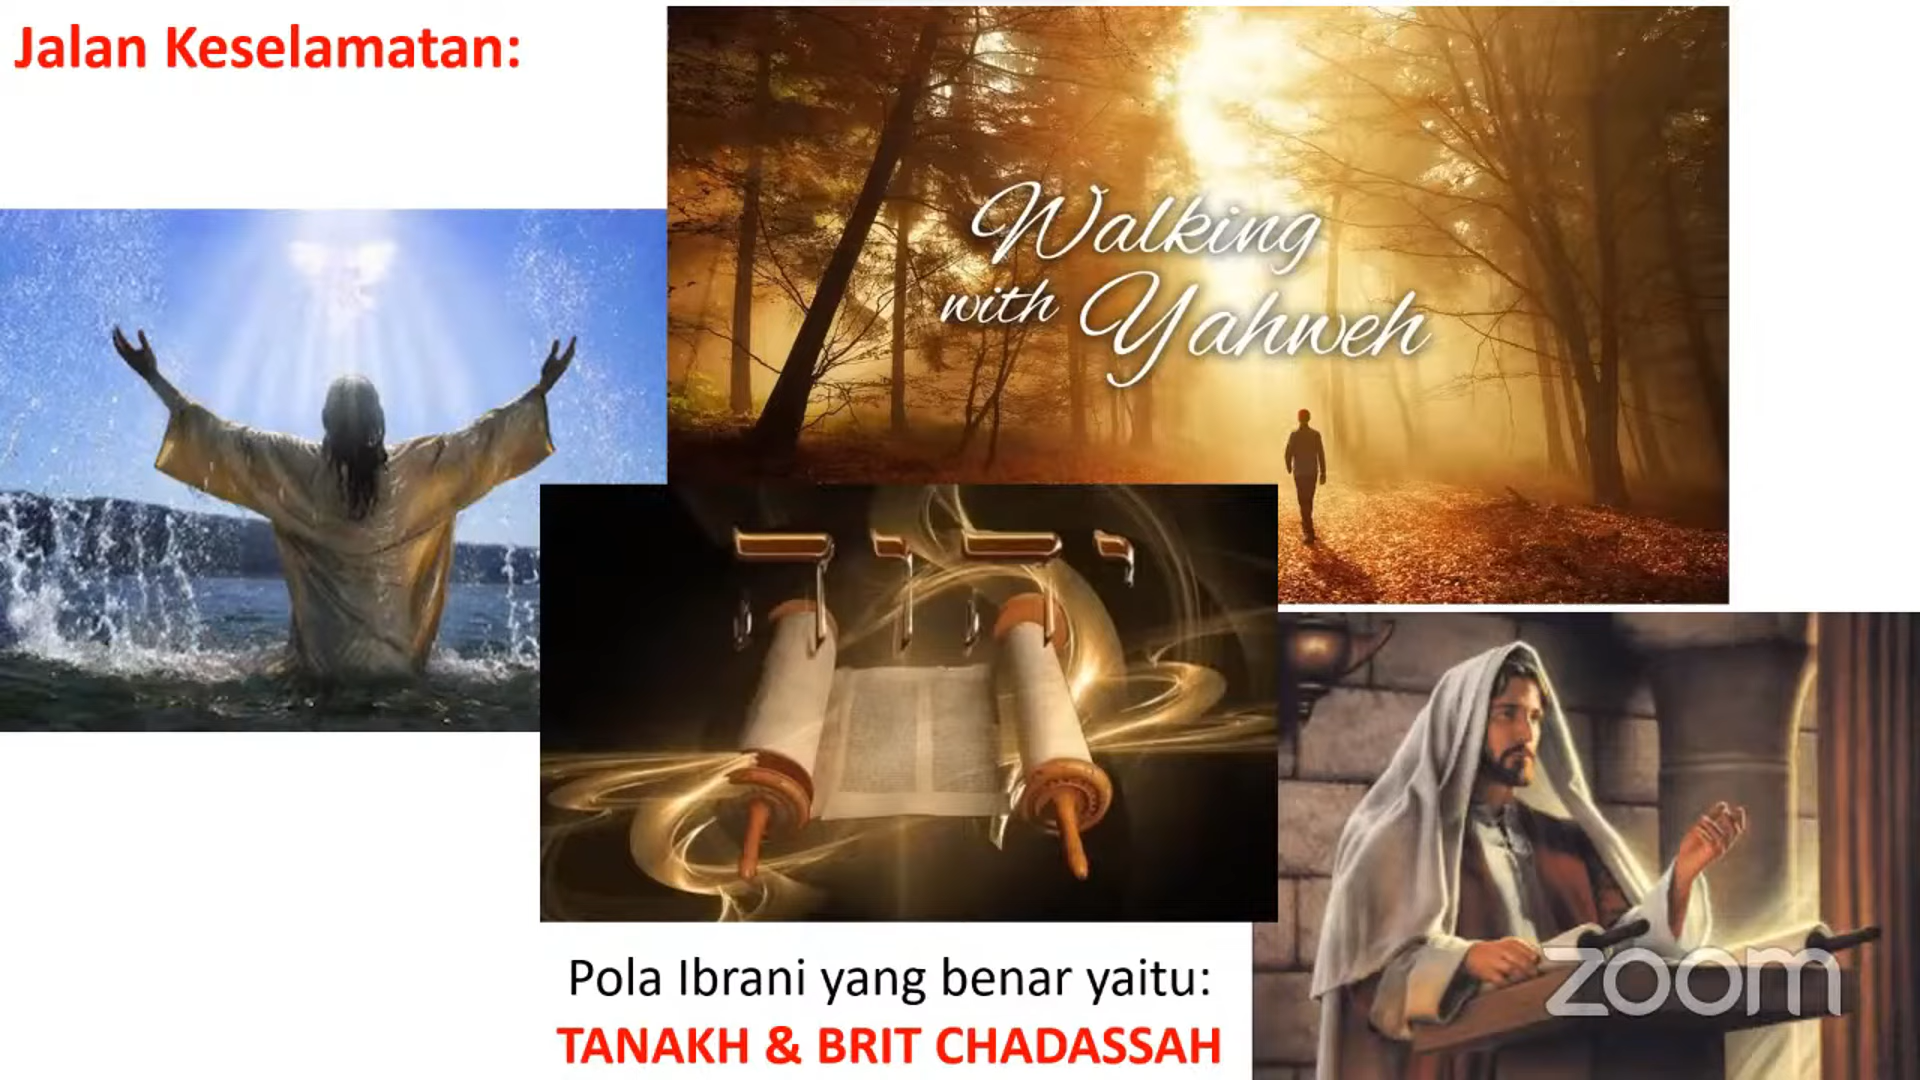 Jalan Keselamatan:
Walking
with Yahweh
יהוה
Pola Ibrani yang benar yaitu:
TANAKH & BRIT CHADASSAH
zoom